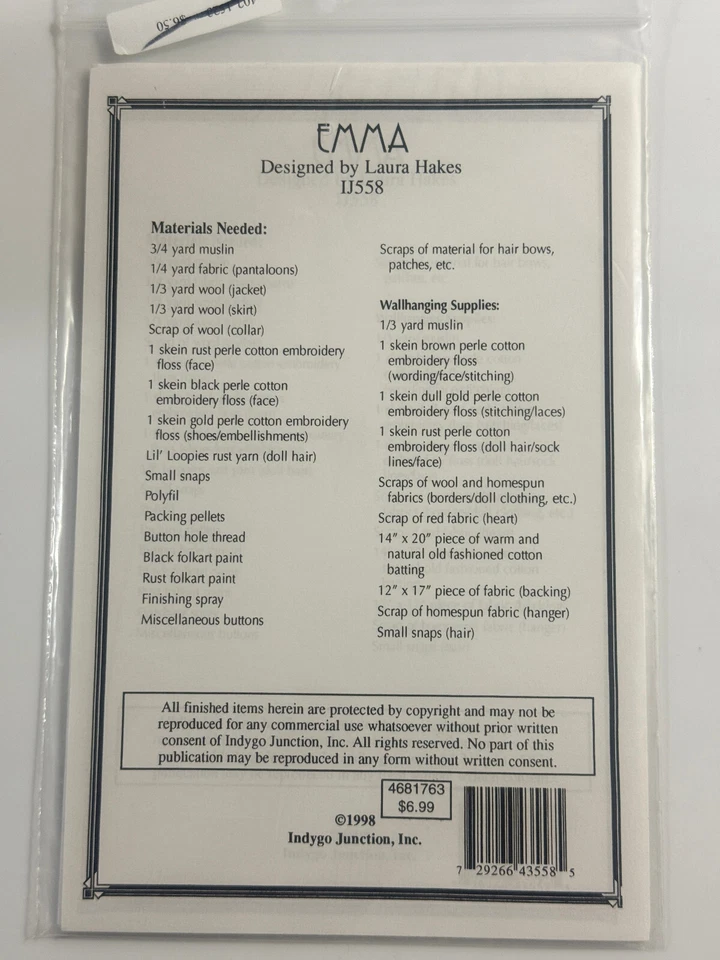 $6.50
EMMA
Designed by Laura Hakes
IJ558
Materials Needed:
3/4 yard muslin
1/4 yard fabric (pantaloons)
1/3 yard wool (jacket)
1/3 yard wool (skirt)
Scrap of wool (collar)
1 skein rust perle cotton embroidery
floss (face)
1 skein black perle cotton
embroidery floss (face)
1 skein gold perle cotton embroidery
floss (shoes/embellishments)
Lil' Loopies rust yarn (doll hair)
Small snaps
Polyfil
Packing pellets
Button hole thread
Black folkart paint
Rust folkart paint
Finishing spray
Miscellaneous buttons
Scraps of material for hair bows,
patches, etc.
Wallhanging Supplies:
1/3 yard muslin
1 skein brown perle cotton
embroidery floss
(wording/face/stitching)
1 skein dull gold perle cotton
embroidery floss (stitching/laces)
1 skein rust perle cotton
embroidery floss (doll hair/sock
lines/face)
Scraps of wool and homespun
fabrics (borders/doll clothing, etc.)
Scrap of red fabric (heart)
14" x 20" piece of warm and
natural old fashioned cotton
batting
12" x 17" piece of fabric (backing)
Scrap of homespun fabric (hanger)
Small snaps (hair)
All finished items herein are protected by copyright and may not be
reproduced for any commercial use whatsoever without prior written
consent of Indygo Junction, Inc. All rights reserved. No part of this
publication may be reproduced in any form without written consent.
4681763
$6.99
©1998
Indygo Junction, Inc.
7 29266 43558 5